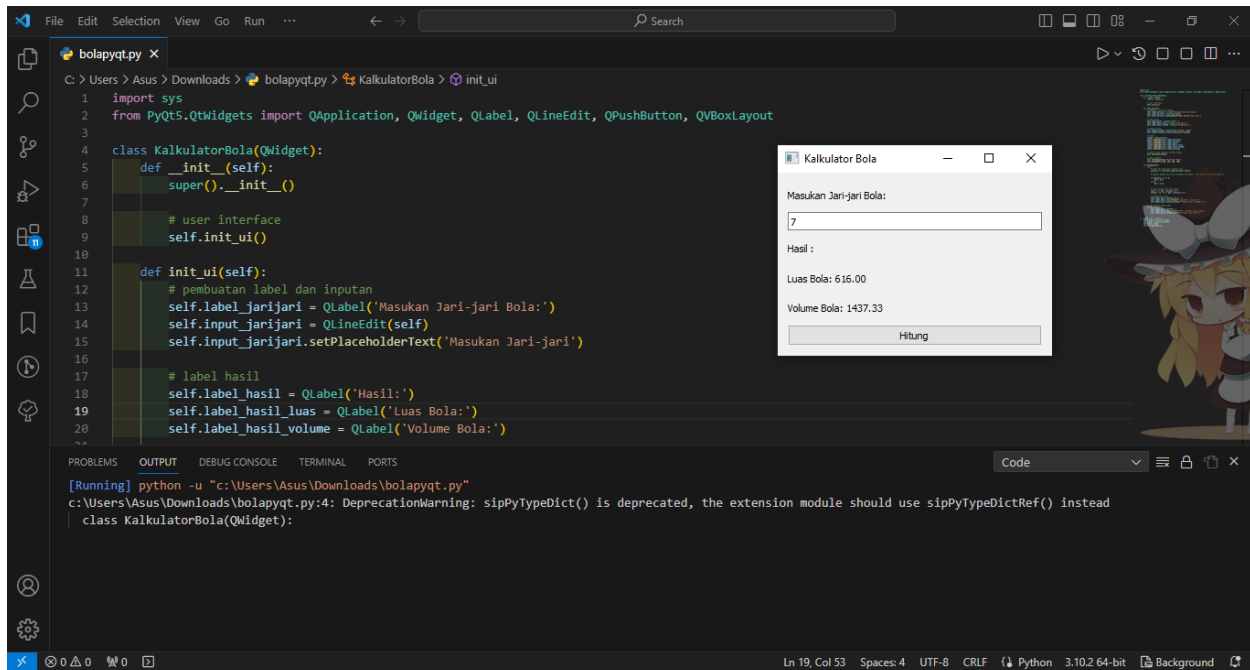 File Edit Selection View Go Run ··· Search
bolapyqt.py
C: > Users > Asus > Downloads > bolapyqt.py > KalkulatorBola > init_ui
1 import sys
2 from PyQt5.QtWidgets import QApplication, QWidget, QLabel, QLineEdit, QPushButton, QVBoxLayout
3
4 class KalkulatorBola(QWidget):
5 def __init__(self):
6 super().__init__()
7
8 # user interface
9 self.init_ui()
10
11 def init_ui(self):
12 # pembuatan label dan inputan
13 self.label_jarijari = QLabel('Masukan Jari-jari Bola:')
14 self.input_jarijari = QLineEdit(self)
15 self.input_jarijari.setPlaceholderText('Masukan Jari-jari')
16
17 # label hasil
18 self.label_hasil = QLabel('Hasil:')
19 self.label_hasil_luas = QLabel('Luas Bola:')
20 self.label_hasil_volume = QLabel('Volume Bola:')
Kalkulator Bola
Masukan Jari-jari Bola:
7
Hasil :
Luas Bola: 616.00
Volume Bola: 1437.33
Hitung
11
PROBLEMS OUTPUT DEBUG CONSOLE TERMINAL PORTS Code
[Running] python -u "c:\Users\Asus\Downloads\bolapyqt.py"
c:\Users\Asus\Downloads\bolapyqt.py:4: DeprecationWarning: sipPyTypeDict() is deprecated, the extension module should use sipPyTypeDictRef() instead
class KalkulatorBola(QWidget):
0 0 0 Ln 19, Col 53 Spaces: 4 UTF-8 CRLF Python 3.10.2 64-bit Background